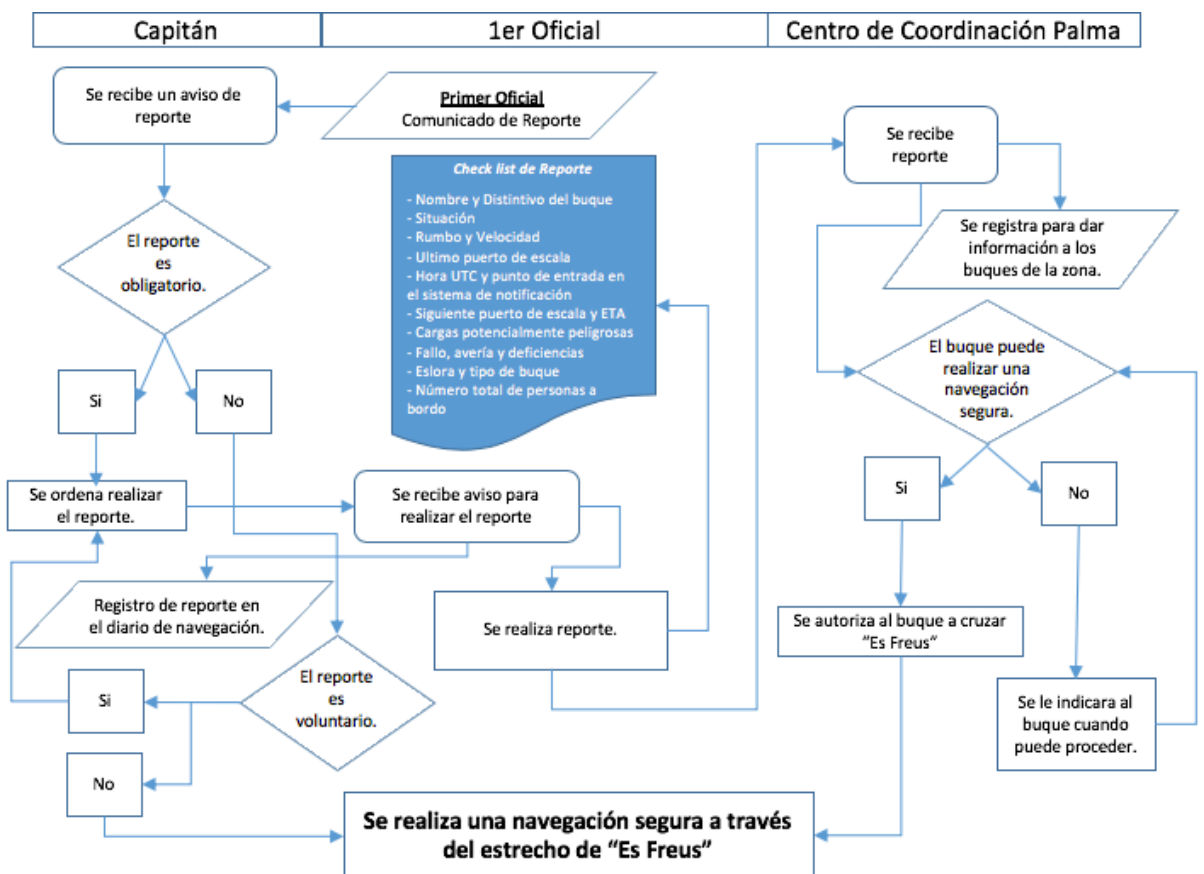 Capitán
1er Oficial
Centro de Coordinación Palma
Se recibe un aviso de
reporte
Primer Oficial
Comunicado de Reporte
El reporte
es
obligatorio.
Si
No
Se ordena realizar
el reporte.
Check list de Reporte
- Nombre y Distintivo del buque
- Situación
- Rumbo y Velocidad
- Ultimo puerto de escala
- Hora UTC y punto de entrada en
el sistema de notificación
- Siguiente puerto de escala y ETA
- Cargas potencialmente peligrosas
- Fallo, avería y deficiencias
- Eslora y tipo de buque
- Número total de personas a
bordo
Se recibe aviso para
realizar el reporte
Registro de reporte en
el diario de navegación.
Se realiza reporte.
El reporte
es
voluntario.
Si
No
Se recibe
reporte
Se registra para dar
información a los
buques de la zona.
El buque puede
realizar una
navegación
segura.
Si
No
Se autoriza al buque a cruzar
“Es Freus“
Se le indicara al
buque cuando
puede proceder.
Se realiza una navegación segura a través
del estrecho de “Es Freus”